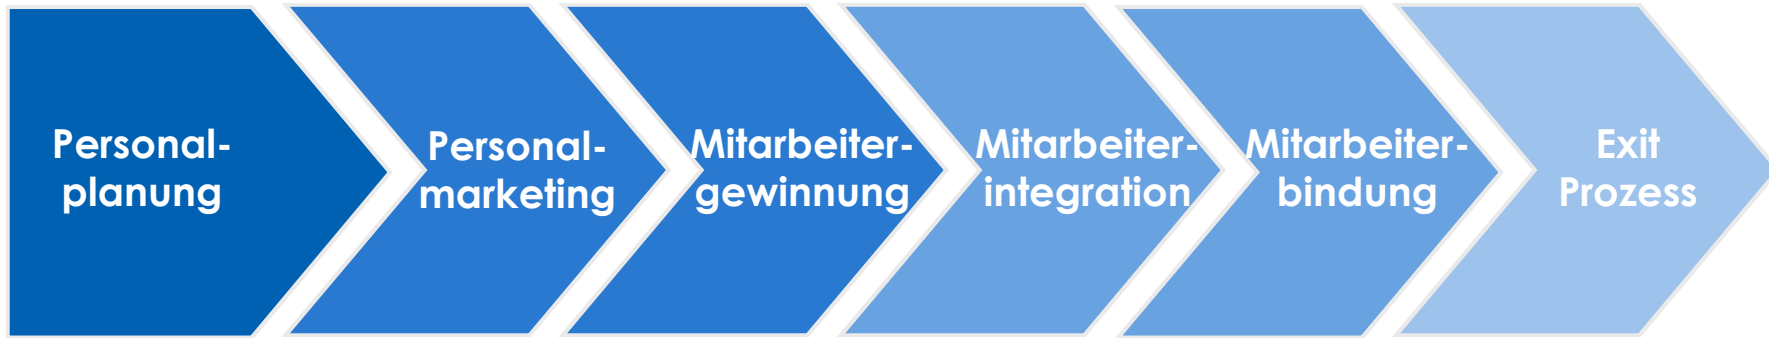 Personal-
planung
Personal-
marketing
Mitarbeiter-
gewinnung
Mitarbeiter-
integration
Mitarbeiter-
bindung
Exit
Prozess